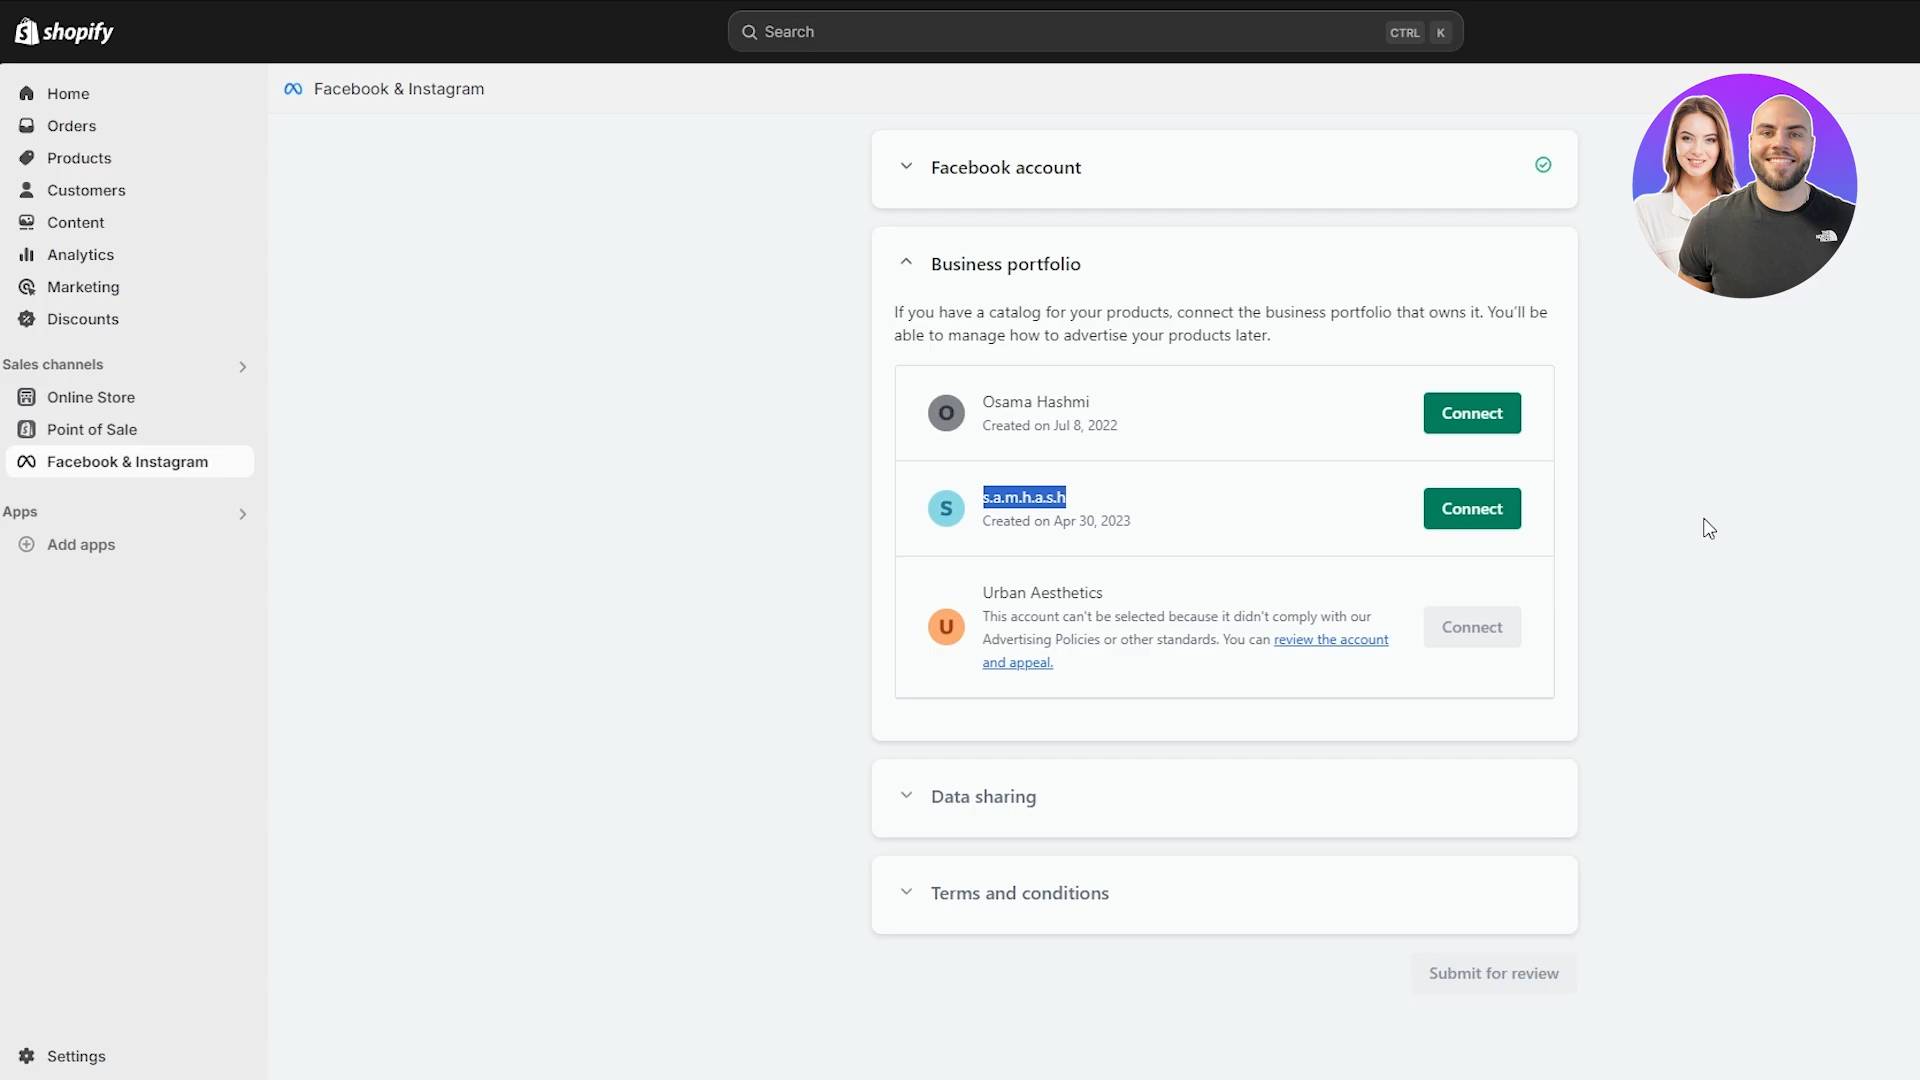 shopify
Search
CTRL K
Home
Orders
Products
Customers
Content
Analytics
Marketing
Discounts
Sales channels
Online Store
Point of Sale
Facebook & Instagram
Apps
Add apps
Settings
Facebook & Instagram
Facebook account
Business portfolio
If you have a catalog for your products, connect the business portfolio that owns it. You'll be
able to manage how to advertise your products later.
O
Osama Hashmi
Created on Jul 8, 2022
Connect
S
s.a.m.h.a.s.h
Created on Apr 30, 2023
Connect
U
Urban Aesthetics
This account can't be selected because it didn't comply with our
Advertising Policies or other standards. You can review the account
and appeal.
Connect
Data sharing
Terms and conditions
Submit for review